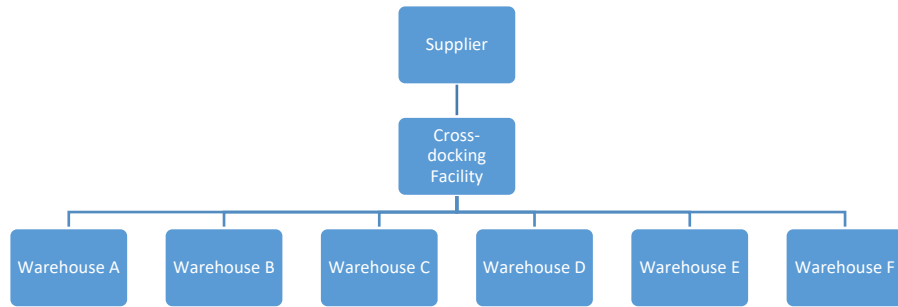 Supplier
Cross-
docking
Facility
Warehouse A
Warehouse B
Warehouse C
Warehouse D
Warehouse E
Warehouse F